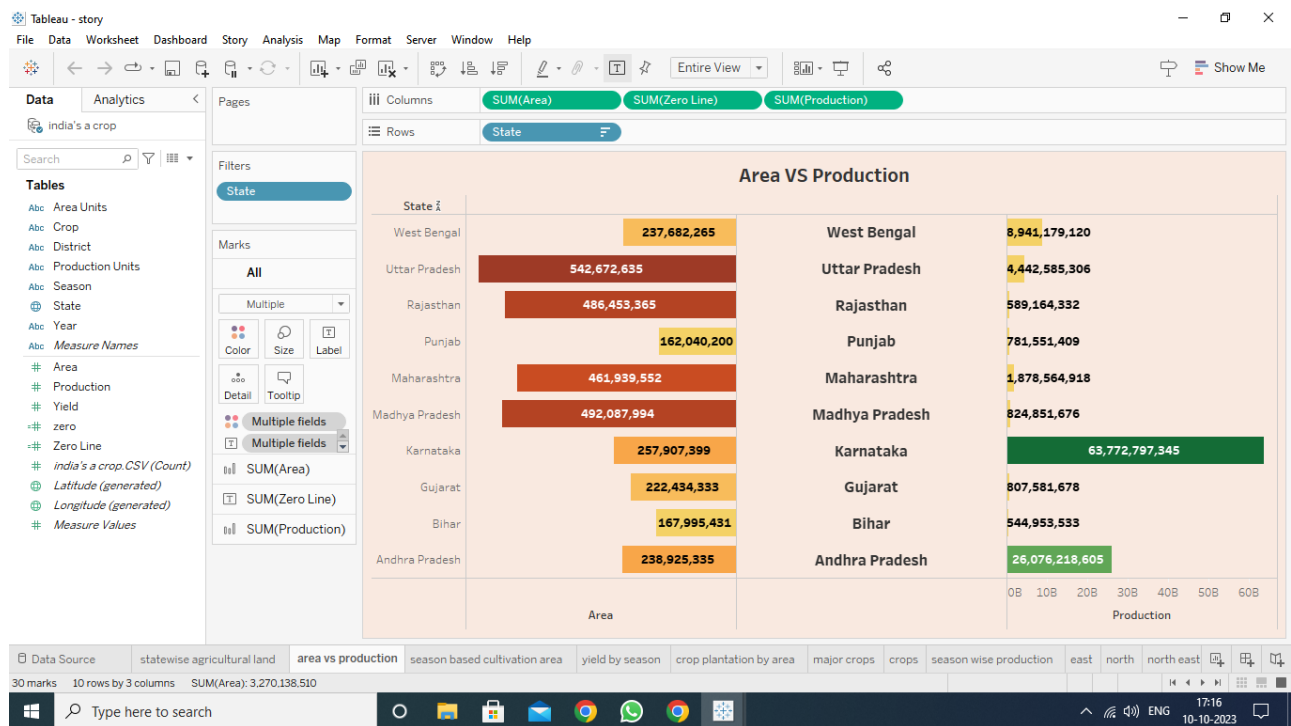 Tableau - story
File Data Worksheet Dashboard Story Analysis Map Format Server Window Help
Entire View
Show Me
Data Analytics
india's a crop
Search
Tables
Abc Area Units
Abc Crop
Abc District
Abc Production Units
Abc Season
State
Abc Year
Abc Measure Names
# Area
# Production
# Yield
=# zero
=# Zero Line
# india's a crop.CSV (Count)
Latitude (generated)
Longitude (generated)
# Measure Values
Pages
Filters
State
Marks
All
Multiple
Color Size Label
Detail Tooltip
Multiple fields
Multiple fields
SUM(Area)
SUM(Zero Line)
SUM(Production)
Columns SUM(Area) SUM(Zero Line) SUM(Production)
Rows State
Area VS Production
State
West Bengal 237,682,265 West Bengal 8,941,179,120
Uttar Pradesh 542,672,635 Uttar Pradesh 4,442,585,306
Rajasthan 486,453,365 Rajasthan 589,164,332
Punjab 162,040,200 Punjab 781,551,409
Maharashtra 461,939,552 Maharashtra 1,878,564,918
Madhya Pradesh 492,087,994 Madhya Pradesh 824,851,676
Karnataka 257,907,399 Karnataka 63,772,797,345
Gujarat 222,434,333 Gujarat 807,581,678
Bihar 167,995,431 Bihar 544,953,533
Andhra Pradesh 238,925,335 Andhra Pradesh 26,076,218,605
0B 10B 20B 30B 40B 50B 60B
Area Production
Data Source statewise agricultural land area vs production season based cultivation area yield by season crop plantation by area major crops crops season wise production east north north east
30 marks 10 rows by 3 columns SUM(Area): 3,270,138,510
Type here to search
ENG
17:16
10-10-2023